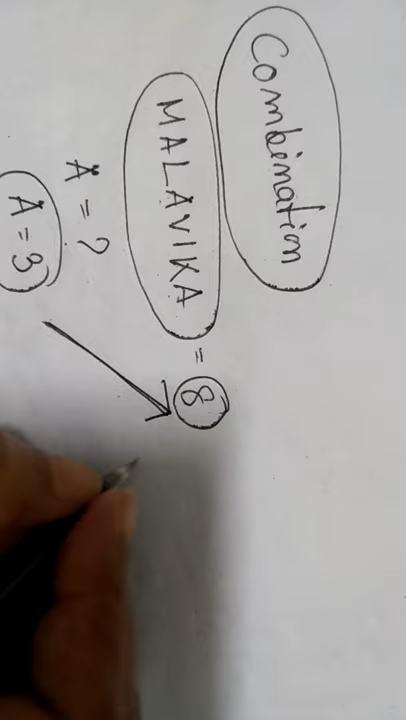 Combination
MALAVIKA = 8
A = ?
A = 3